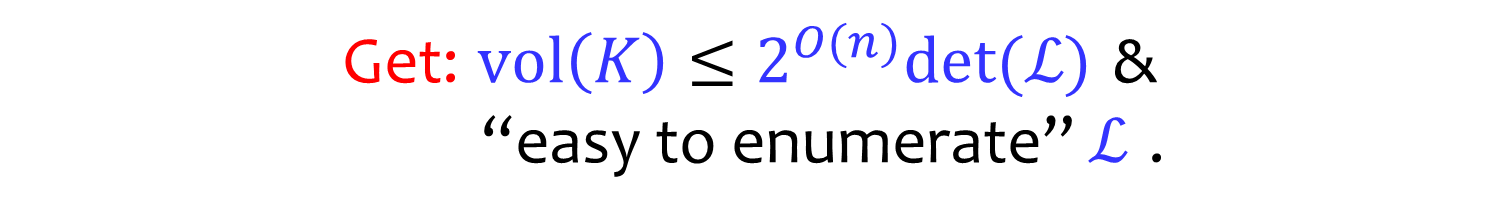 Get: vol(K) ≤ 2^{O(n)}det(ℒ) &
“easy to enumerate” ℒ .